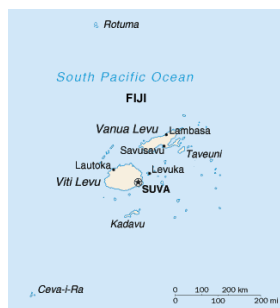 Rotuma
South Pacific Ocean
FIJI
Vanua Levu
Lambasa
Savusavu
Taveuni
Lautoka
Levuka
Viti Levu
SUVA
Kadavu
Ceva-i-Ra
0 100 200 km
0 100 200 mi